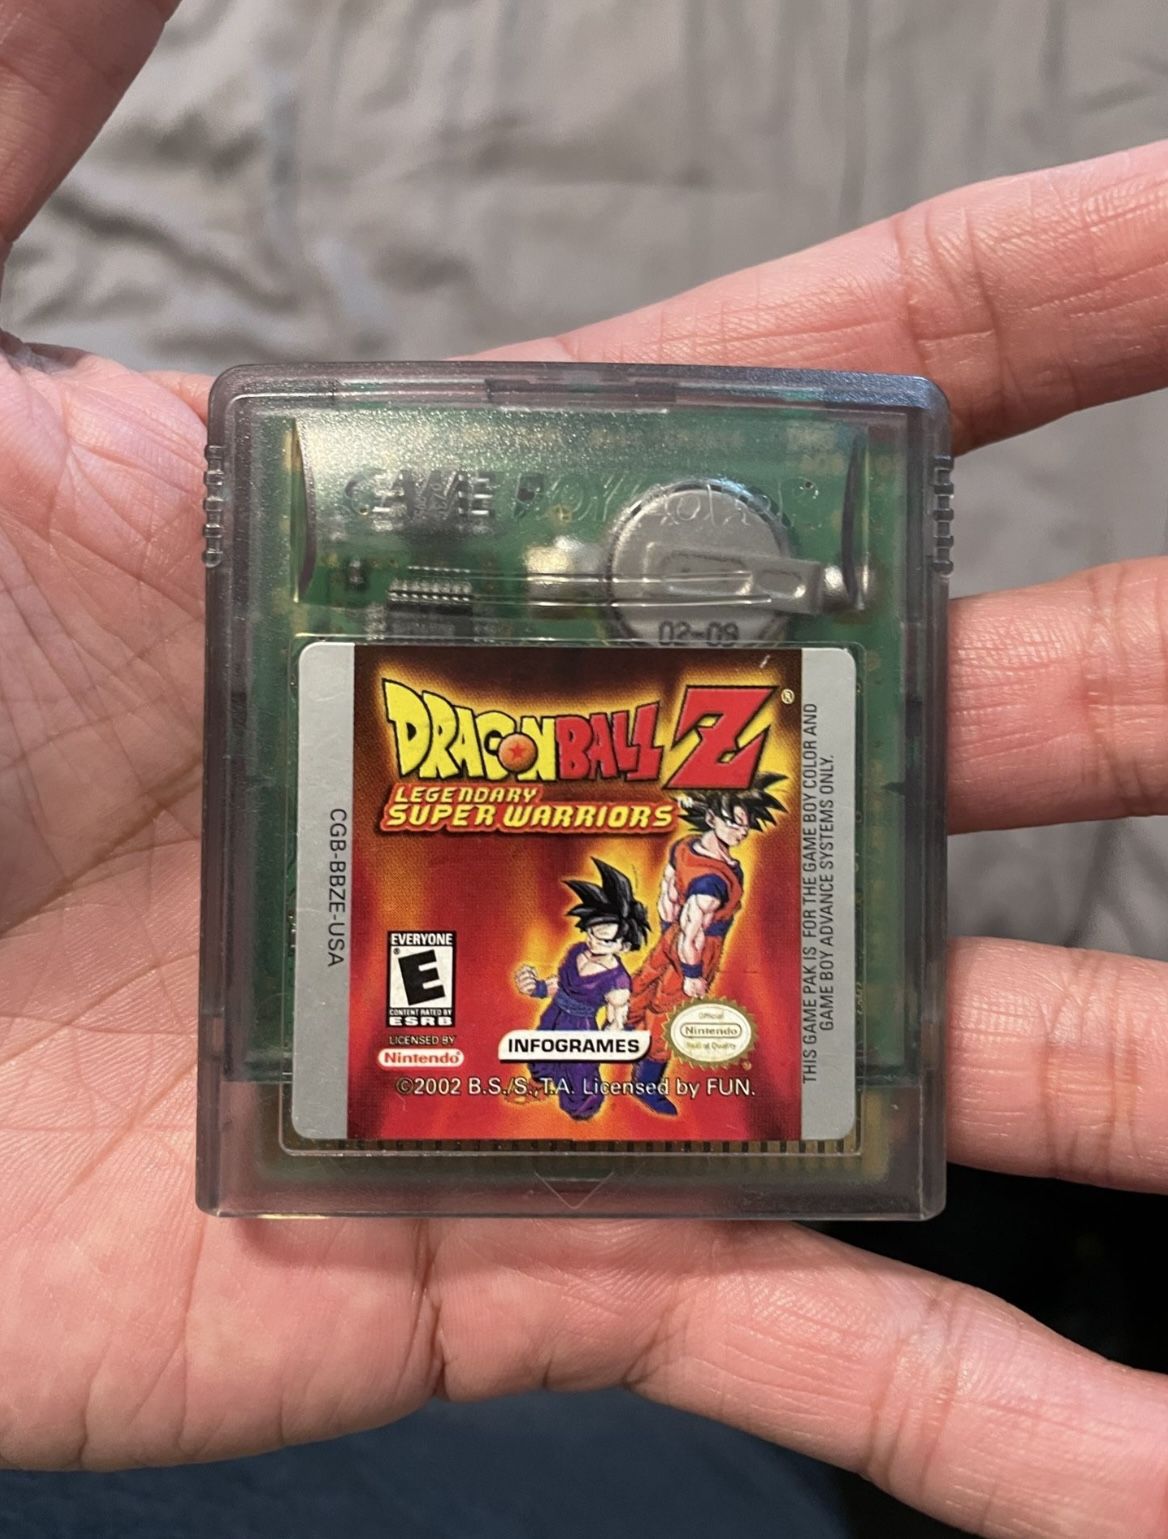 GAME BOY COLOR
02-09
DRAGONBALL Z®
LEGENDARY
SUPER WARRIORS
CGB-BBZE-USA
THIS GAME PAK IS FOR THE GAME BOY COLOR AND
GAME BOY ADVANCE SYSTEMS ONLY.
EVERYONE
E
CONTENT RATED BY
ESRB
LICENSED BY
Nintendo®
INFOGRAMES
Official
Nintendo
Seal of Quality
©2002 B.S./S.,T.A. Licensed by FUN.